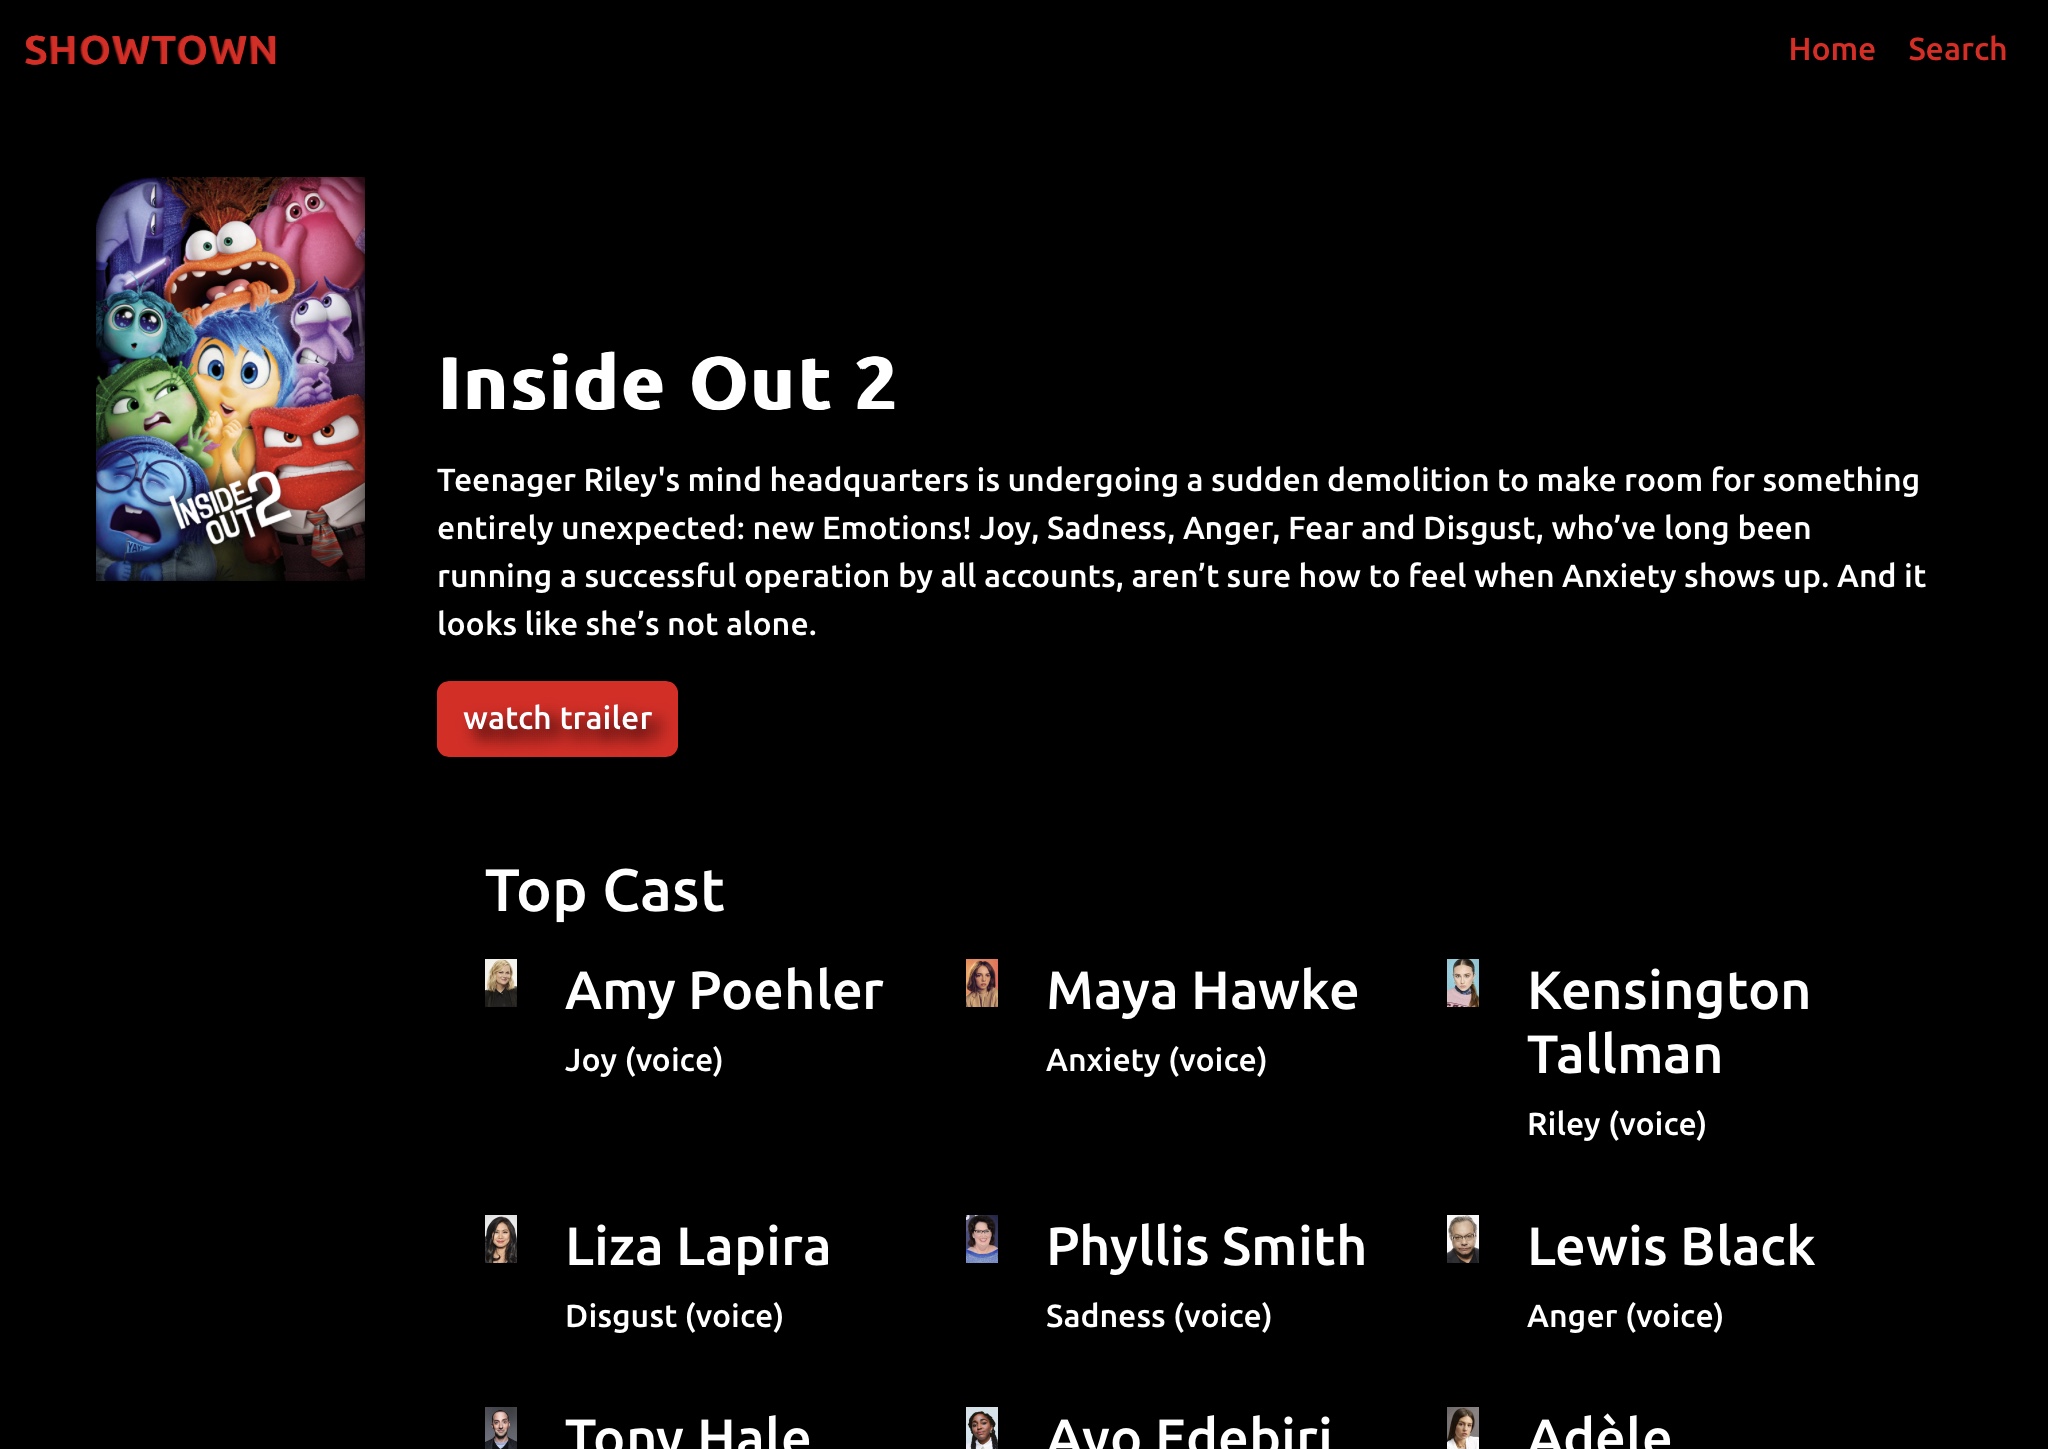 SHOWTOWN
Home Search
INSIDE
OUT 2
Inside Out 2
Teenager Riley's mind headquarters is undergoing a sudden demolition to make room for something
entirely unexpected: new Emotions! Joy, Sadness, Anger, Fear and Disgust, who’ve long been
running a successful operation by all accounts, aren’t sure how to feel when Anxiety shows up. And it
looks like she’s not alone.
watch trailer
Top Cast
Amy Poehler
Joy (voice)
Maya Hawke
Anxiety (voice)
Kensington
Tallman
Riley (voice)
Liza Lapira
Disgust (voice)
Phyllis Smith
Sadness (voice)
Lewis Black
Anger (voice)
Tony Hale
Ayo Edebiri
Adèle